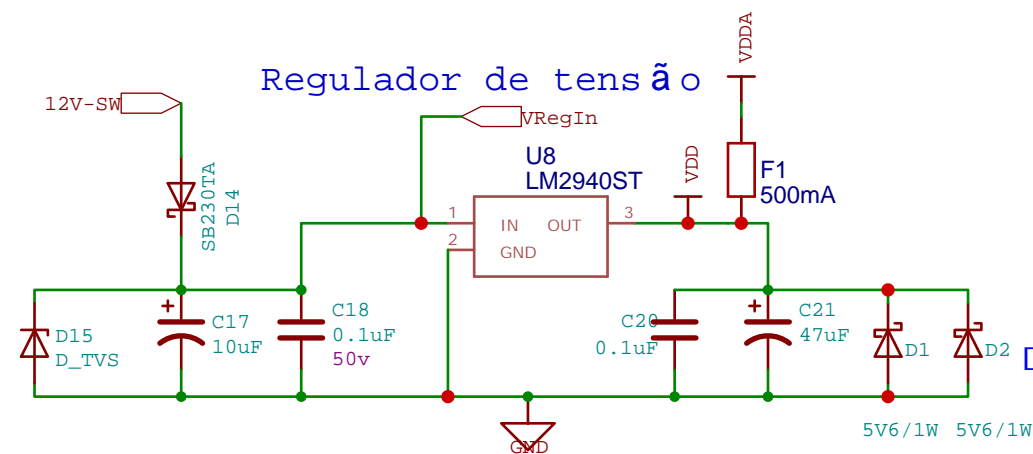 VDDA
Regulador de tensão
12V-SW
VRegIn
U8
LM2940ST
VDD
F1
500mA
SB230TA
D14
1
IN
OUT
3
2
GND
D15
D_TVS
C17
10uF
C18
0.1uF
50v
C20
0.1uF
C21
47uF
D1
D2
GND
5V6/1W
5V6/1W